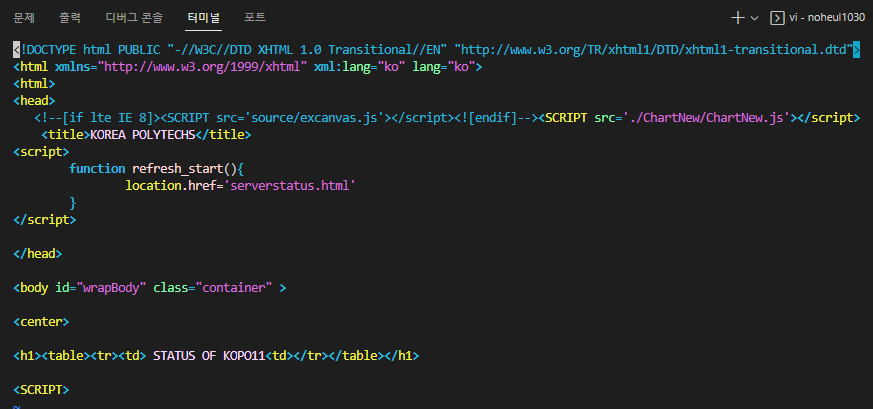 문제 출력 디버그 콘솔 터미널 포트 vi - noheul1030
<!DOCTYPE html PUBLIC "-//W3C//DTD XHTML 1.0 Transitional//EN" "http://www.w3.org/TR/xhtml1/DTD/xhtml1-transitional.dtd">
<html xmlns="http://www.w3.org/1999/xhtml" xml:lang="ko" lang="ko">
<html>
<head>
<!--[if lte IE 8]><SCRIPT src='source/excanvas.js'></script><![endif]--><SCRIPT src='./ChartNew/ChartNew.js'></script>
<title>KOREA POLYTECHS</title>
<script>
function refresh_start(){
location.href='serverstatus.html'
}
</script>
</head>
<body id="wrapBody" class="container" >
<center>
<h1><table><tr><td> STATUS OF KOPO11<td></tr></table></h1>
<SCRIPT>
~